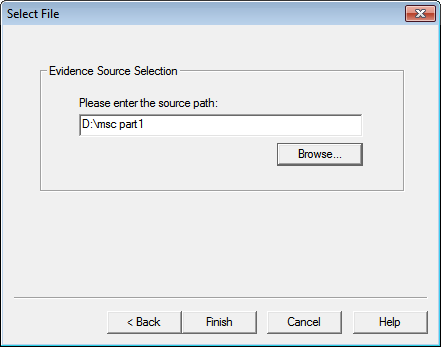 Select File
Evidence Source Selection
Please enter the source path:
D:\msc part1
Browse...
< Back
Finish
Cancel
Help